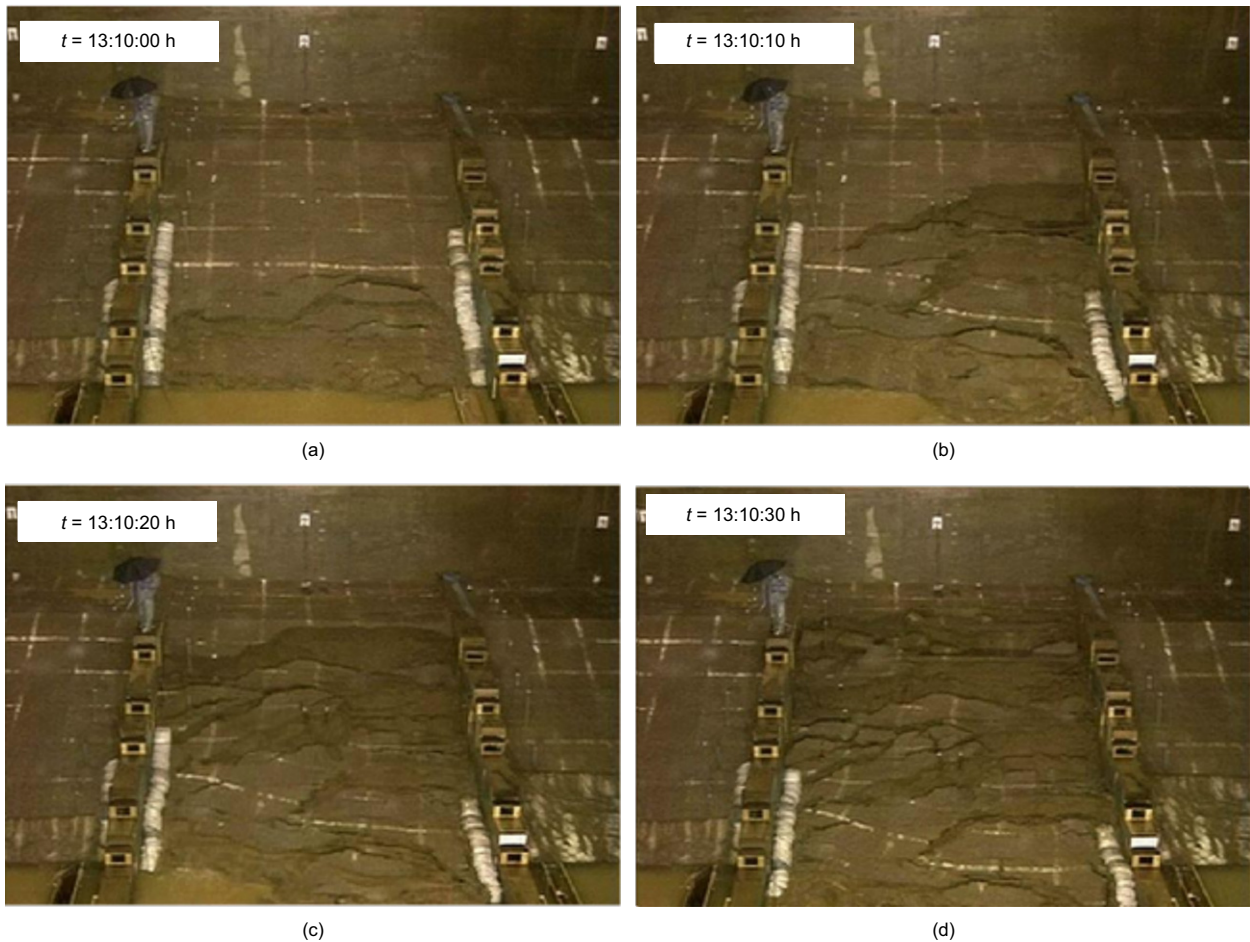 t = 13:10:00 h
t = 13:10:10 h
(a)
(b)
t = 13:10:20 h
t = 13:10:30 h
(c)
(d)